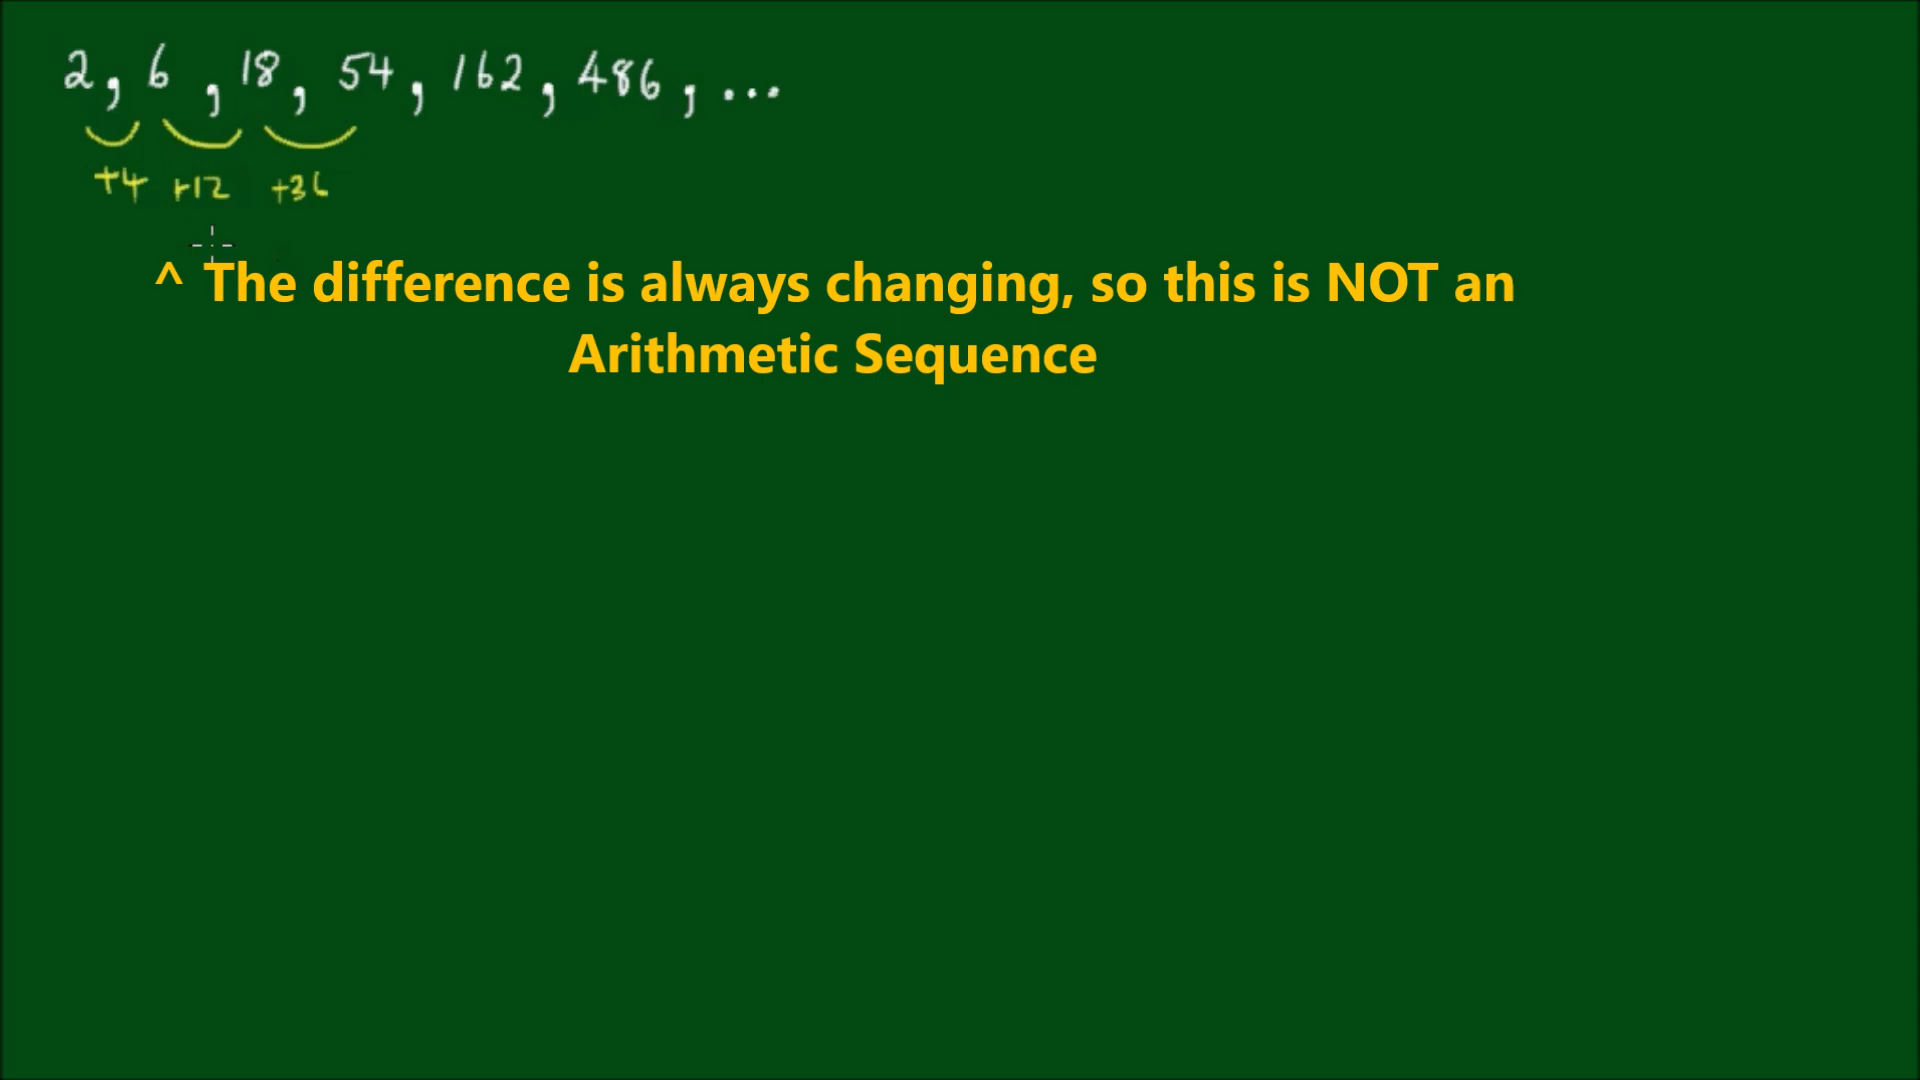 2, 6, 18, 54, 162, 486, ...
+4 +12 +36
^ The difference is always changing, so this is NOT an
Arithmetic Sequence